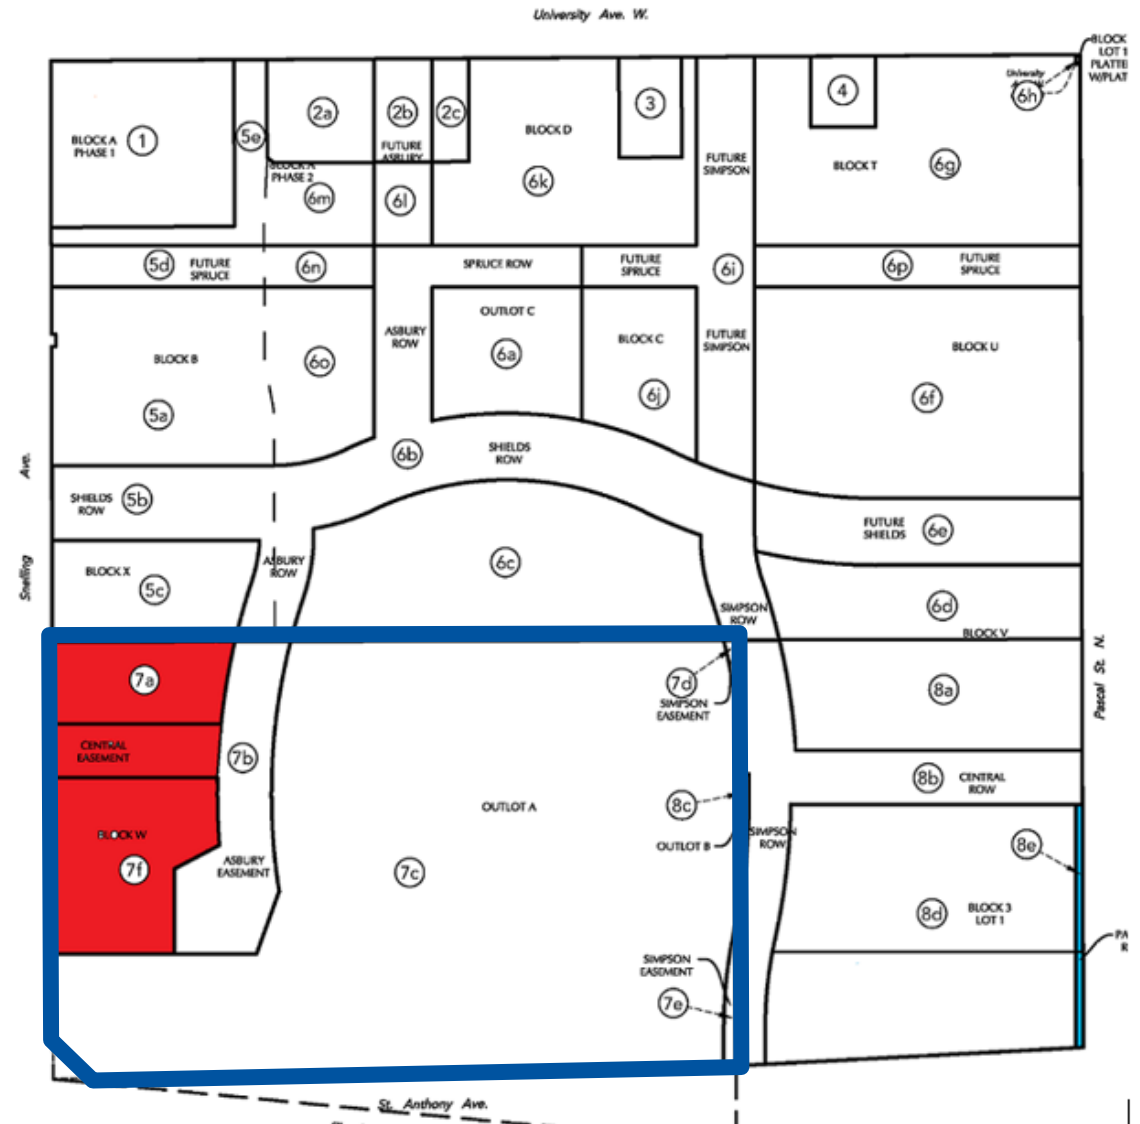 University Ave. W.
BLOCK
LOT 1
PLATTE
W/PLAT
University
6h
BLOCK A
PHASE 1
1
5e
2a
2b
2c
FUTURE
ASBURY
BLOCK D
3
4
BLOCK A
PHASE 2
6m
6l
6k
FUTURE
SIMPSON
BLOCK T
6g
5d
FUTURE
SPRUCE
6n
SPRUCE ROW
FUTURE
SPRUCE
6i
6p
FUTURE
SPRUCE
BLOCK B
5a
6o
ASBURY
ROW
OUTLOT C
6a
BLOCK C
6j
FUTURE
SIMPSON
BLOCK U
6f
Snelling Ave.
SHIELDS
ROW
5b
6b
SHIELDS
ROW
FUTURE
SHIELDS
6e
BLOCK X
5c
ASBURY
ROW
6c
SIMPSON
ROW
6d
BLOCK V
Pascal St. N.
7a
CENTRAL
EASEMENT
7b
7d
SIMPSON
EASEMENT
8a
8b
CENTRAL
ROW
BLOCK W
7f
ASBURY
EASEMENT
OUTLOT A
7c
8c
OUTLOT B
SIMPSON
ROW
8e
8d
BLOCK 3
LOT 1
PA
R
SIMPSON
EASEMENT
7e
St. Anthony Ave.